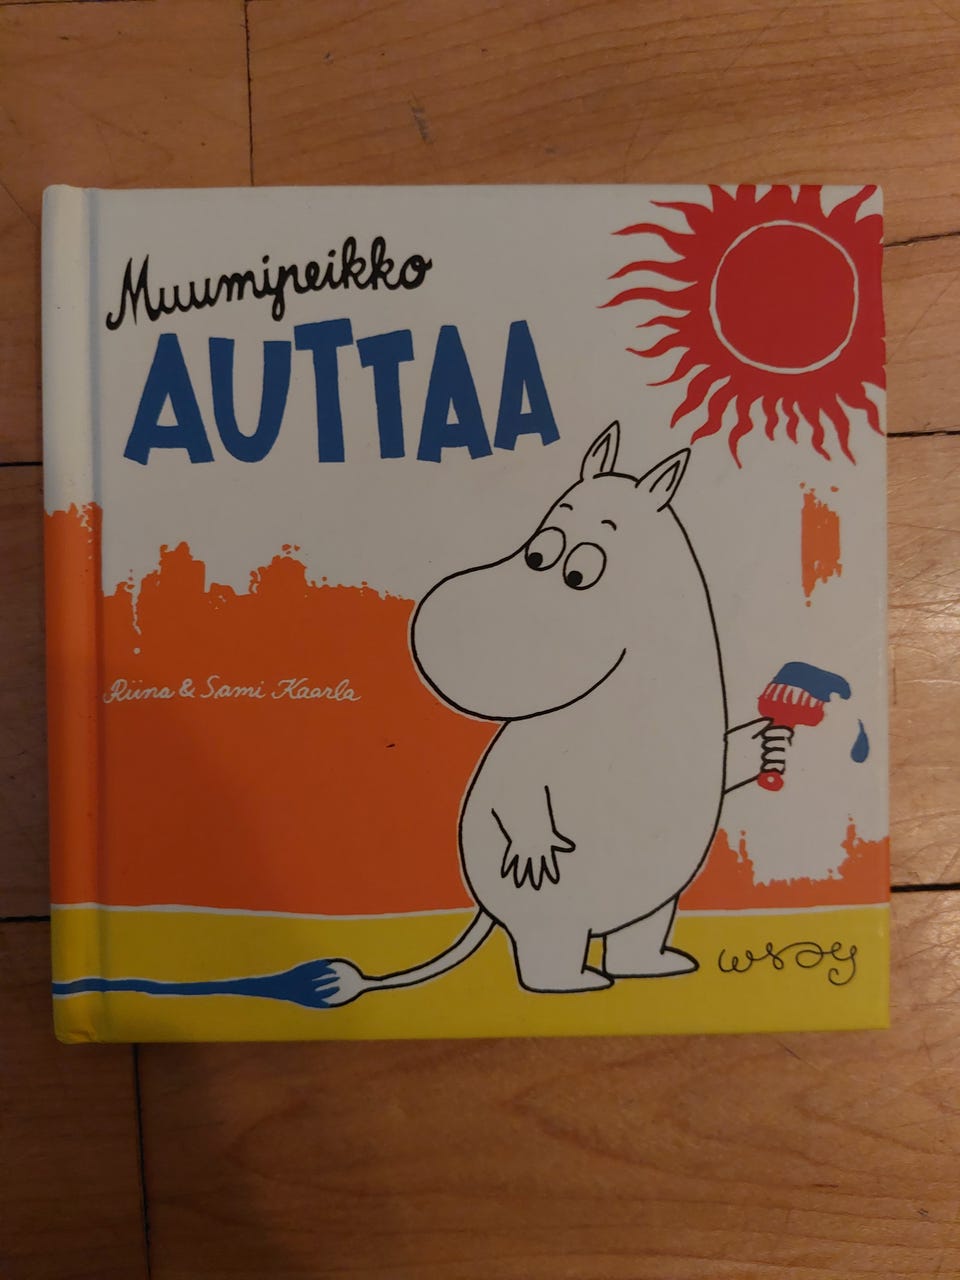 Muumipeikko
AUTTAA
Riina & Sami Kaarla
wsoy